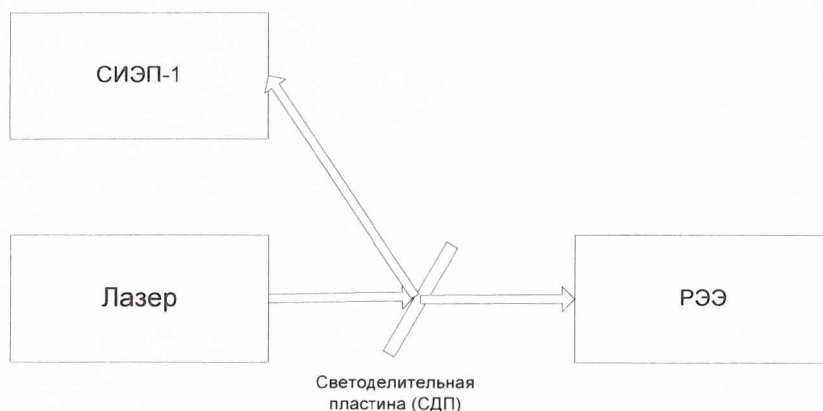 СИЭП-1
Лазер
РЭЭ
Светоделительная
пластина (СДП)